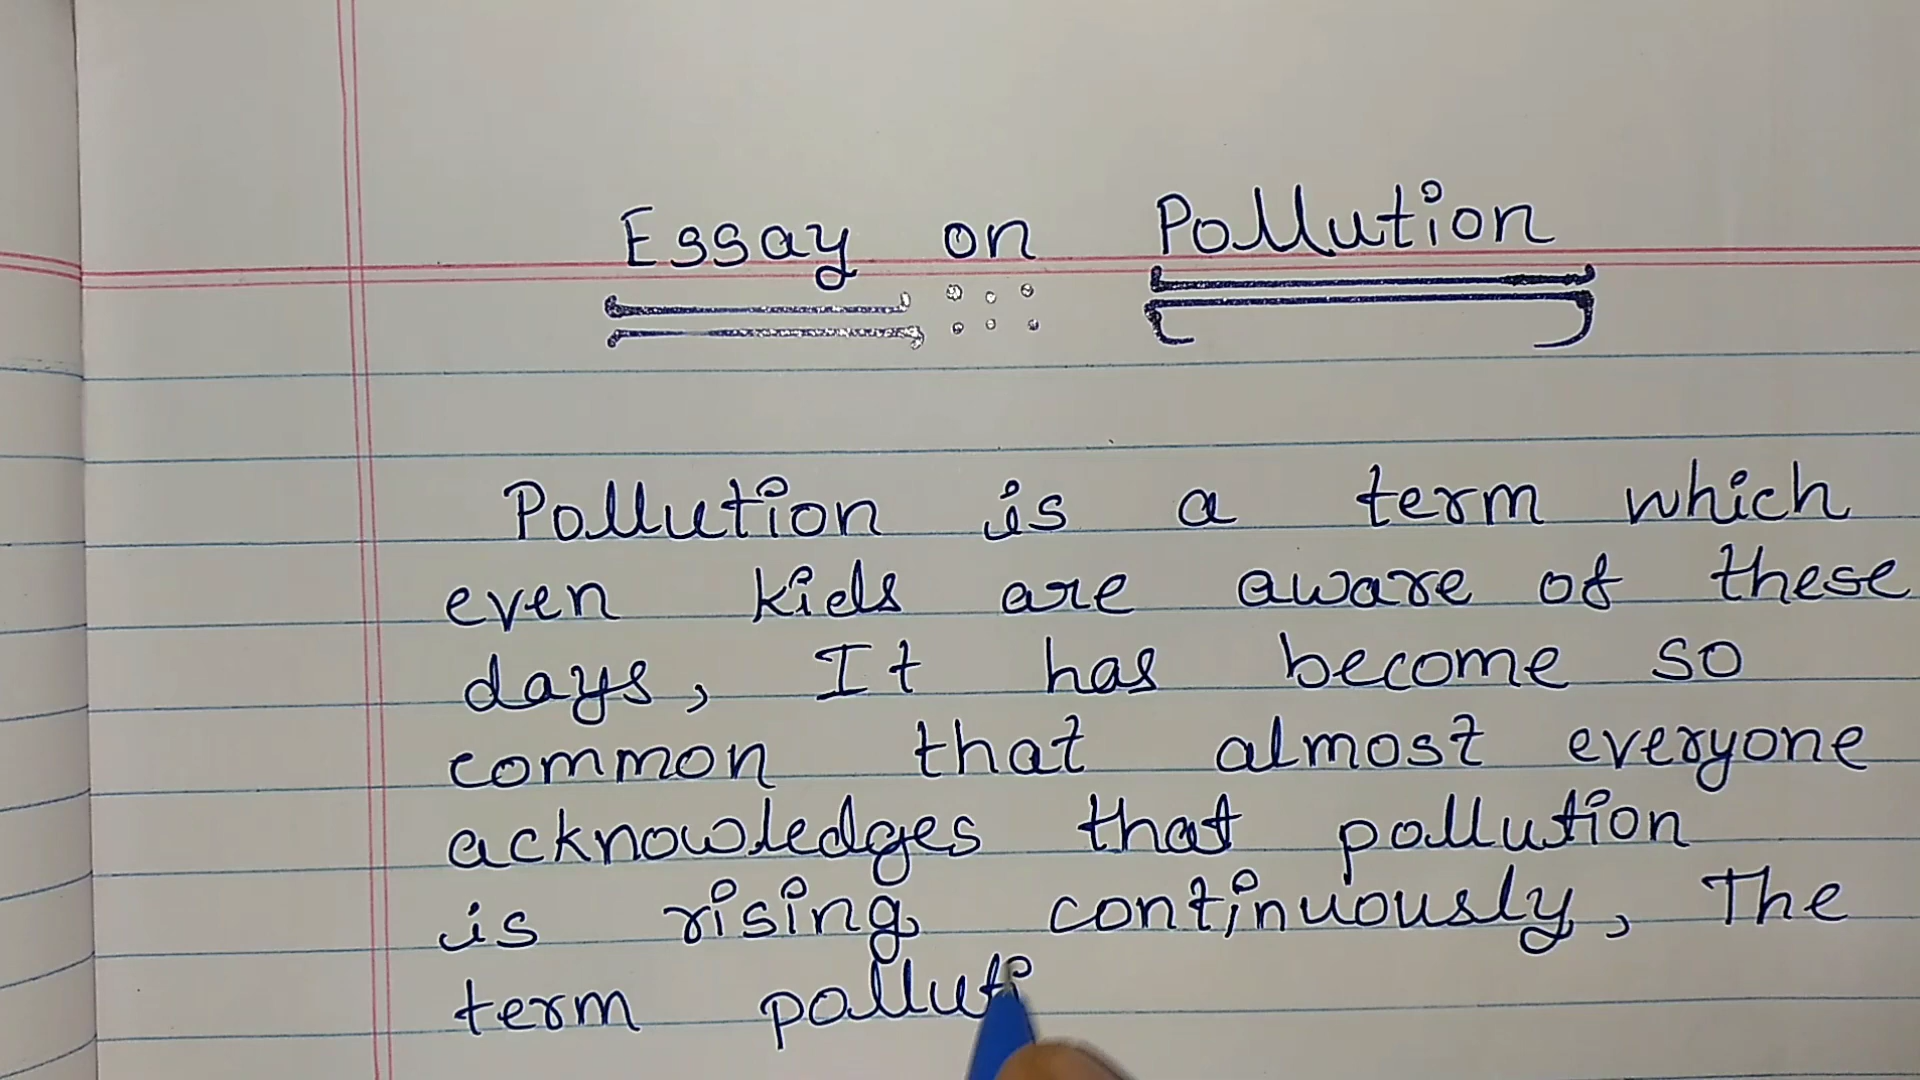 Essay on Pollution
Pollution is a term which
even kids are aware of these
days, It has become so
common that almost everyone
acknowledges that pollution
is rising continuously, The
term polluti